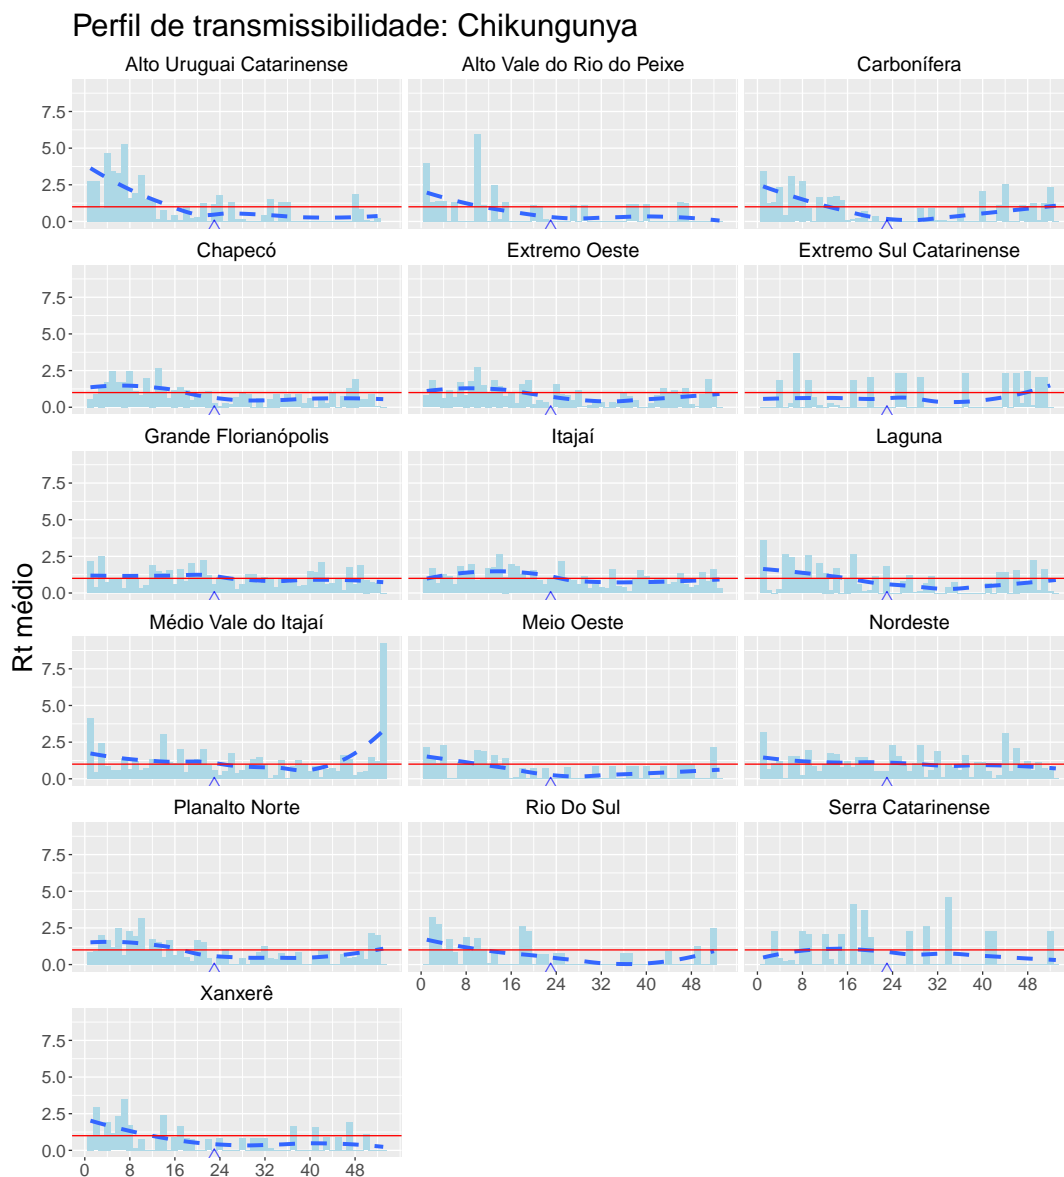 Perfil de transmissibilidade: Chikungunya
Alto Uruguai Catarinense
Alto Vale do Rio do Peixe
Carbonífera
7.5
5.0
2.5
0.0
Chapecó
Extremo Oeste
Extremo Sul Catarinense
7.5
5.0
2.5
0.0
Grande Florianópolis
Itajaí
Laguna
7.5
5.0
2.5
0.0
Rt médio
Médio Vale do Itajaí
Meio Oeste
Nordeste
7.5
5.0
2.5
0.0
Planalto Norte
Rio Do Sul
Serra Catarinense
7.5
5.0
2.5
0.0
0 8 16 24 32 40 48
0 8 16 24 32 40 48
Xanxerê
7.5
5.0
2.5
0.0
0 8 16 24 32 40 48